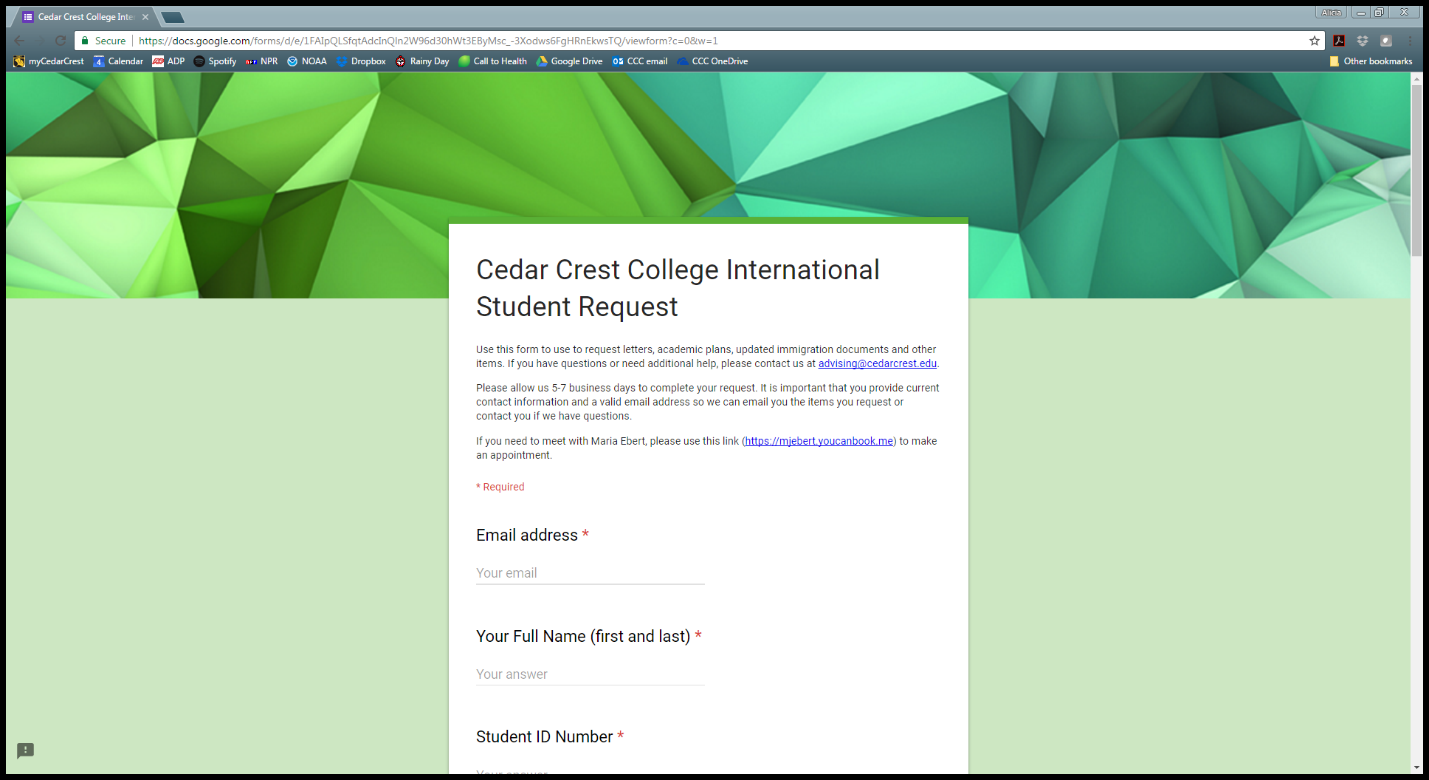 Cedar Crest College Inte
Alicia
Secure | https://docs.google.com/forms/d/e/1FAIpQLSfqtAdcInQIn2W96d30hWt3EByMsc_-3Xodws6FgHRnEkwsTQ/viewform?c=0&w=1
myCedarCrest Calendar ADP Spotify NPR NOAA Dropbox Rainy Day Call to Health Google Drive CCC email CCC OneDrive Other bookmarks
Cedar Crest College International
Student Request
Use this form to use to request letters, academic plans, updated immigration documents and other
items. If you have questions or need additional help, please contact us at advising@cedarcrest.edu.
Please allow us 5-7 business days to complete your request. It is important that you provide current
contact information and a valid email address so we can email you the items you request or
contact you if we have questions.
If you need to meet with Maria Ebert, please use this link (https://mjebert.youcanbook.me) to make
an appointment.
* Required
Email address *
Your email
Your Full Name (first and last) *
Your answer
Student ID Number *
Your answer